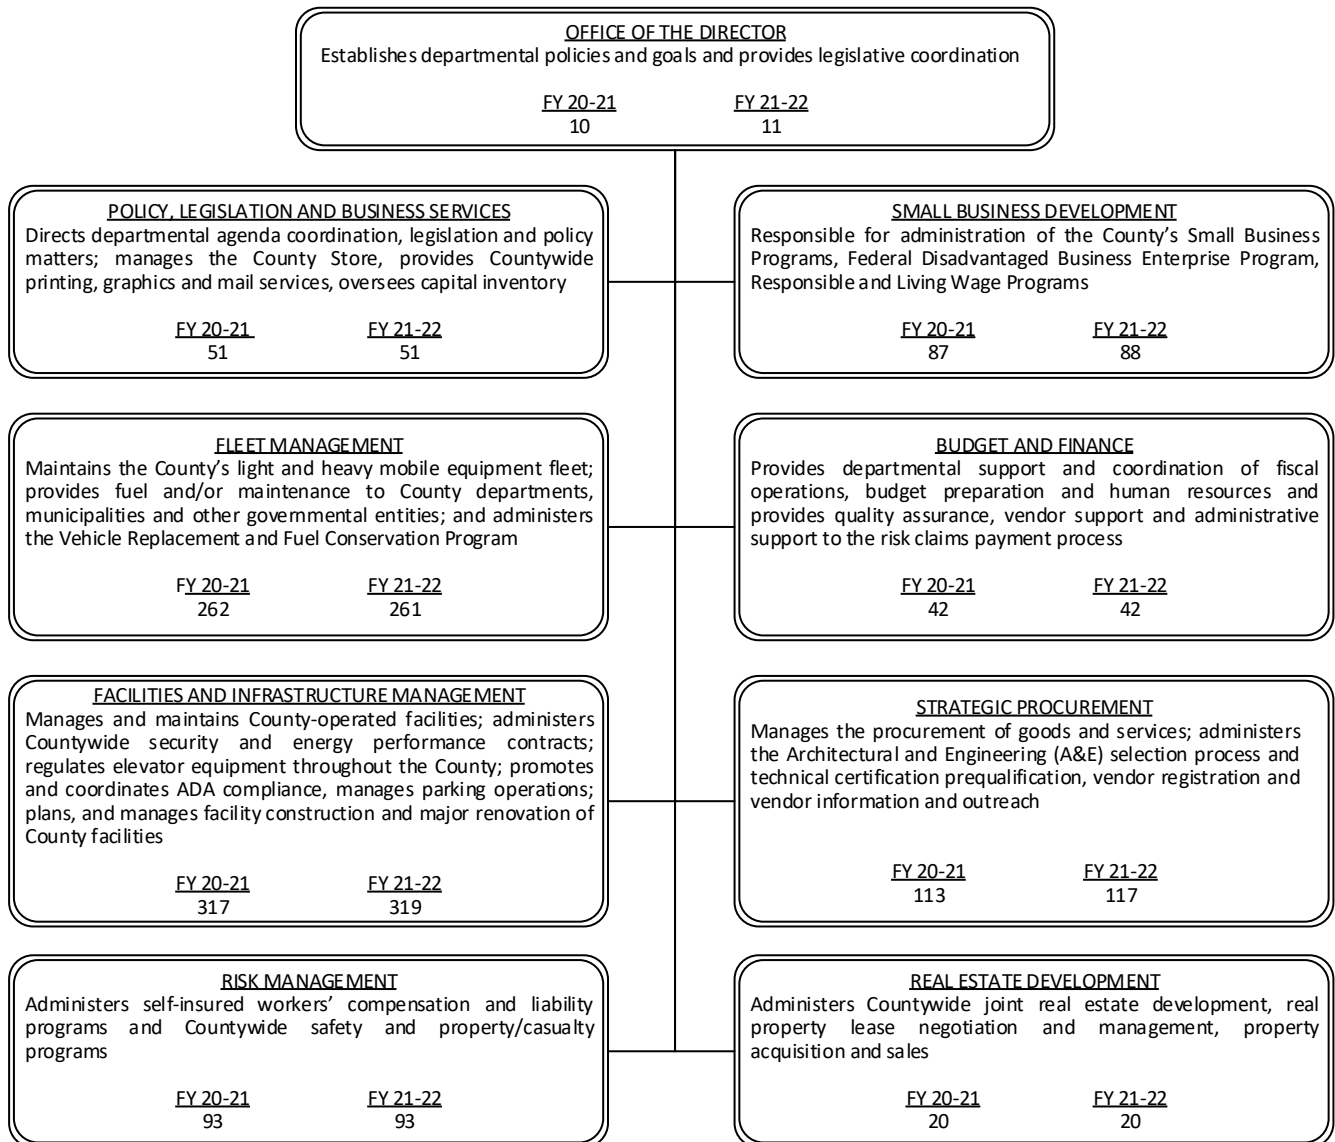 OFFICE OF THE DIRECTOR
Establishes departmental policies and goals and provides legislative coordination
FY 20-21 FY 21-22
10 11
POLICY, LEGISLATION AND BUSINESS SERVICES
Directs departmental agenda coordination, legislation and policy
matters; manages the County Store, provides Countywide
printing, graphics and mail services, oversees capital inventory
FY 20-21 FY 21-22
51 51
SMALL BUSINESS DEVELOPMENT
Responsible for administration of the County's Small Business
Programs, Federal Disadvantaged Business Enterprise Program,
Responsible and Living Wage Programs
FY 20-21 FY 21-22
87 88
FLEET MANAGEMENT
Maintains the County's light and heavy mobile equipment fleet;
provides fuel and/or maintenance to County departments,
municipalities and other governmental entities; and administers
the Vehicle Replacement and Fuel Conservation Program
FY 20-21 FY 21-22
262 261
BUDGET AND FINANCE
Provides departmental support and coordination of fiscal
operations, budget preparation and human resources and
provides quality assurance, vendor support and administrative
support to the risk claims payment process
FY 20-21 FY 21-22
42 42
FACILITIES AND INFRASTRUCTURE MANAGEMENT
Manages and maintains County-operated facilities; administers
Countywide security and energy performance contracts;
regulates elevator equipment throughout the County; promotes
and coordinates ADA compliance, manages parking operations;
plans, and manages facility construction and major renovation of
County facilities
FY 20-21 FY 21-22
317 319
STRATEGIC PROCUREMENT
Manages the procurement of goods and services; administers
the Architectural and Engineering (A&E) selection process and
technical certification prequalification, vendor registration and
vendor information and outreach
FY 20-21 FY 21-22
113 117
RISK MANAGEMENT
Administers self-insured workers' compensation and liability
programs and Countywide safety and property/casualty
programs
FY 20-21 FY 21-22
93 93
REAL ESTATE DEVELOPMENT
Administers Countywide joint real estate development, real
property lease negotiation and management, property
acquisition and sales
FY 20-21 FY 21-22
20 20